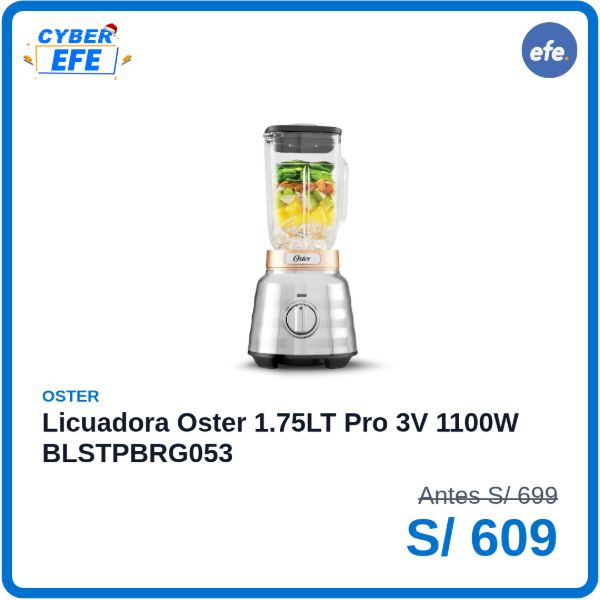 CYBER
EFE
efe.
Oster
OSTER
Licuadora Oster 1.75LT Pro 3V 1100W
BLSTPBRG053
Antes S/ 699
S/ 609